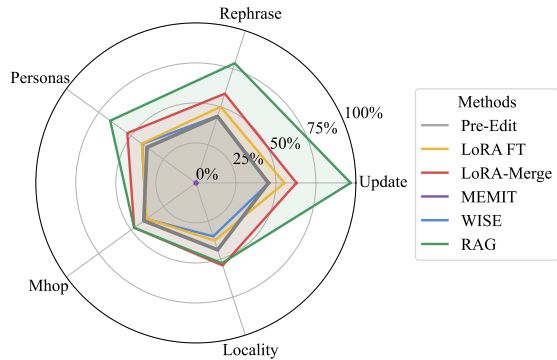 Rephrase
Personas
100%
75%
50%
25%
0%
Update
Mhop
Locality
Methods
Pre-Edit
LoRA FT
LoRA-Merge
MEMIT
WISE
RAG